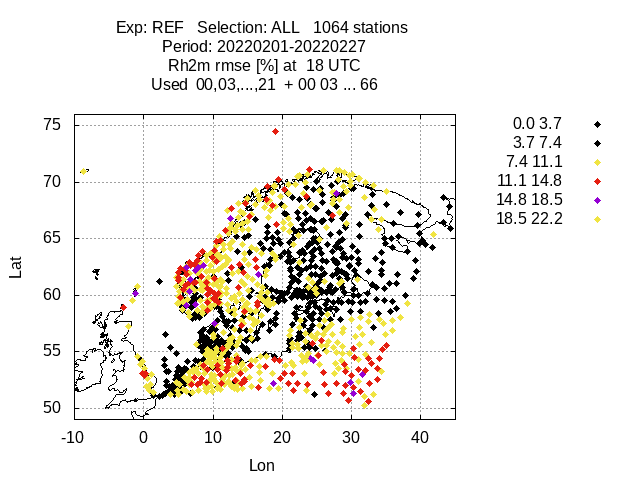 Exp: REF   Selection: ALL   1064 stations
Period: 20220201-20220227
Rh2m rmse [%] at  18 UTC
Used  00,03,...,21  + 00 03 ... 66
75
70
65
60
55
50
-10 0 10 20 30 40
Lat
Lon
0.0 3.7
3.7 7.4
7.4 11.1
11.1 14.8
14.8 18.5
18.5 22.2